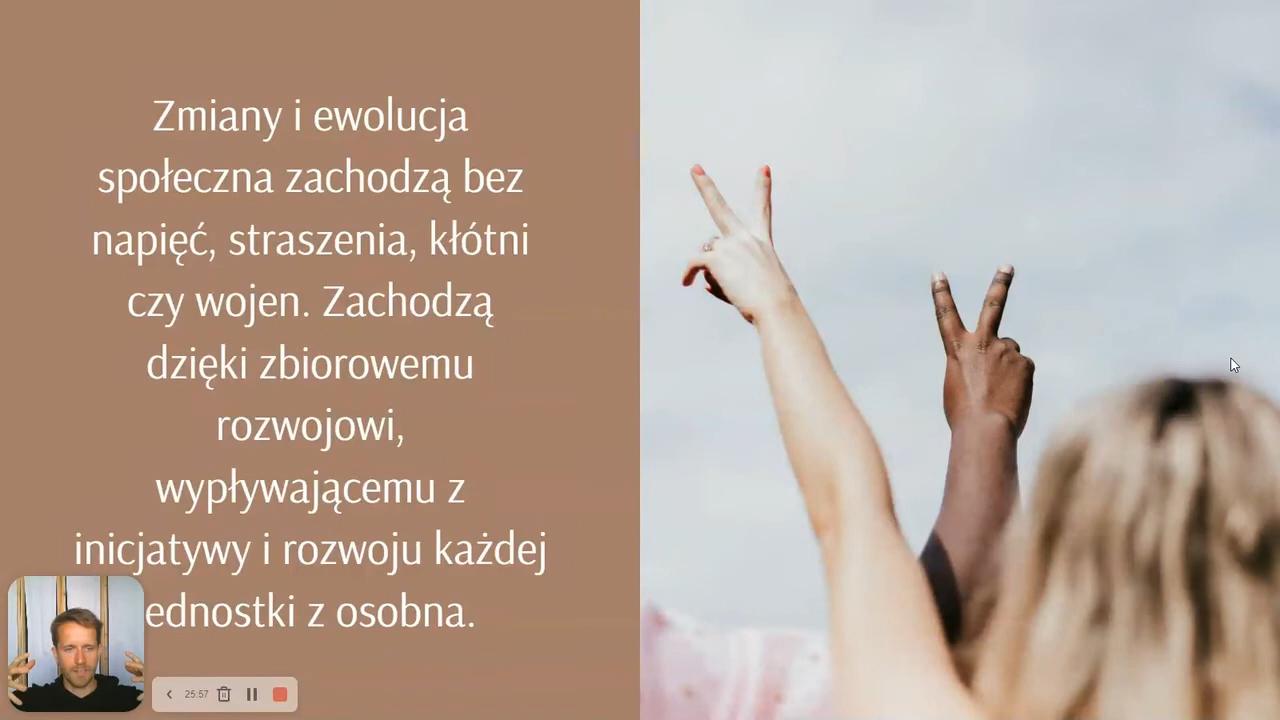 Zmiany i ewolucja
społeczna zachodzą bez
napięć, straszenia, kłótni
czy wojen. Zachodzą
dzięki zbiorowemu
rozwojowi,
wypływającemu z
inicjatywy i rozwoju każdej
ednostki z osobna.
25:57